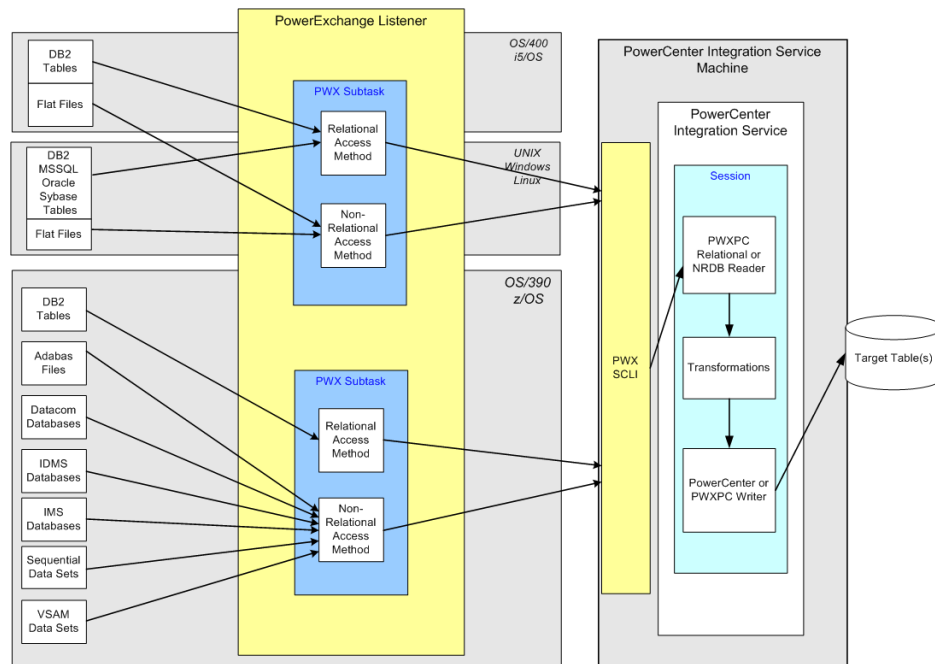 PowerExchange Listener
OS/400
i5/OS
DB2
Tables
Flat Files
PWX Subtask
Relational
Access
Method
UNIX
Windows
Linux
DB2
MSSQL
Oracle
Sybase
Tables
Flat Files
Non-
Relational
Access
Method
OS/390
z/OS
DB2
Tables
Adabas
Files
Datacom
Databases
IDMS
Databases
IMS
Databases
Sequential
Data Sets
VSAM
Data Sets
PWX Subtask
Relational
Access
Method
Non-
Relational
Access
Method
PowerCenter Integration Service
Machine
PWX
SCLI
PowerCenter
Integration Service
Session
PWXPC
Relational or
NRDB Reader
Transformations
PowerCenter or
PWXPC Writer
Target Table(s)